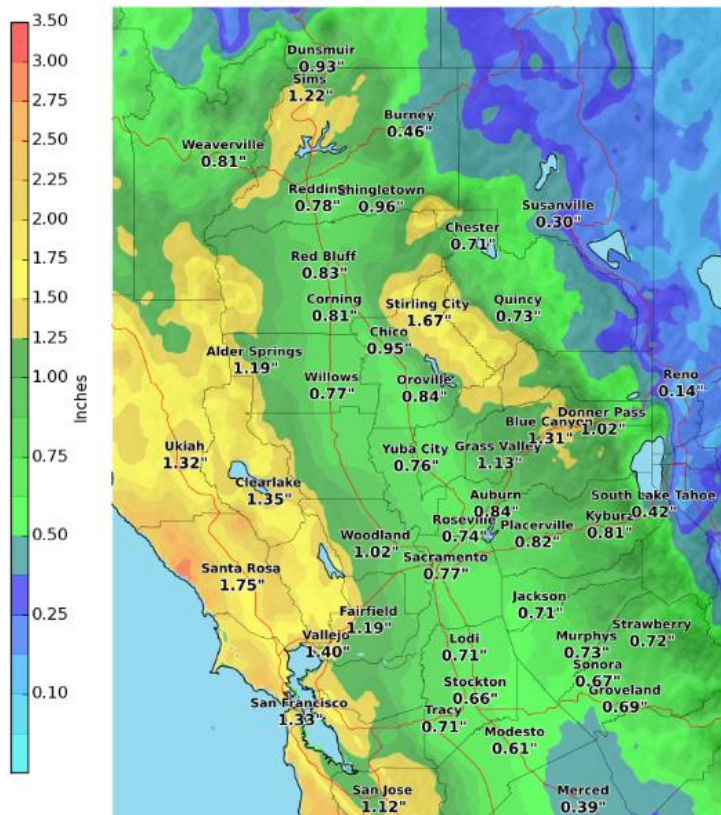 3.50
3.00
2.75
2.50
2.25
2.00
1.75
1.50
1.25
1.00
0.75
0.50
0.25
0.10
Inches
Dunsmuir
0.93"
Sims
1.22"
Burney
0.46"
Weaverville
0.81"
Redding
0.78"
Shingletown
0.96"
Susanville
0.30"
Chester
0.71"
Red Bluff
0.83"
Corning
0.81"
Stirling City
1.67"
Quincy
0.73"
Chico
0.95"
Alder Springs
1.19"
Willows
0.77"
Oroville
0.84"
Reno
0.14"
Donner Pass
1.02"
Blue Canyon
1.31"
Ukiah
1.32"
Yuba City
0.76"
Grass Valley
1.13"
Clearlake
1.35"
Auburn
0.84"
South Lake Tahoe
0.42"
Roseville
0.74"
Placerville
0.82"
Kyburz
0.81"
Woodland
1.02"
Sacramento
0.77"
Santa Rosa
1.75"
Jackson
0.71"
Fairfield
1.19"
Strawberry
0.72"
Vallejo
1.40"
Lodi
0.71"
Murphys
0.73"
Sonora
0.67"
Stockton
0.66"
Groveland
0.69"
San Francisco
1.33"
Tracy
0.71"
Modesto
0.61"
San Jose
1.12"
Merced
0.39"